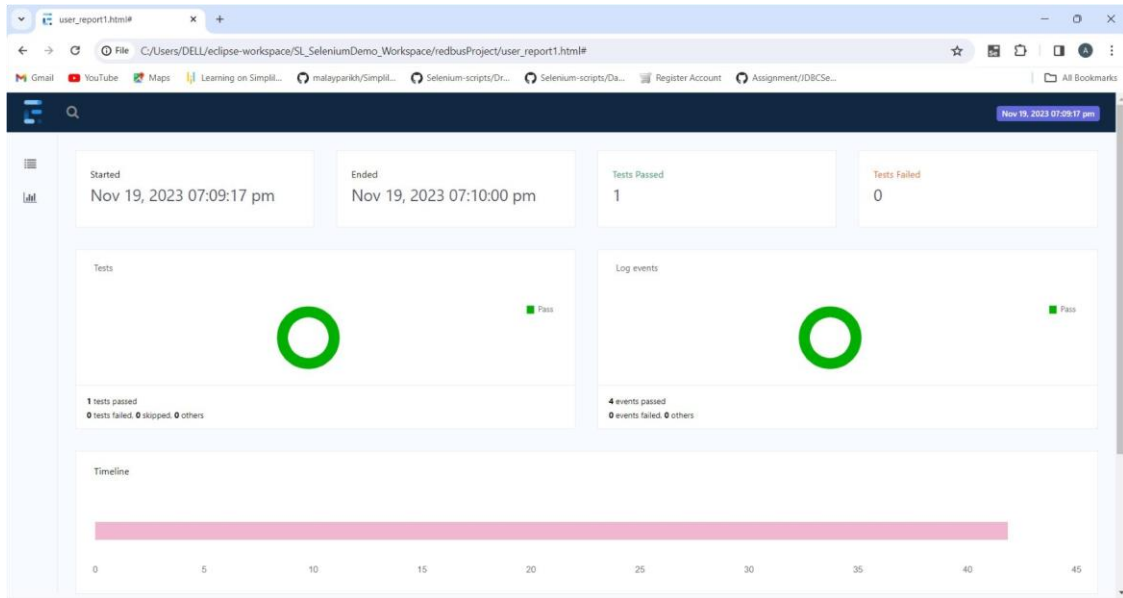 user_report1.html#
File C:/Users/DELL/eclipse-workspace/SL_SeleniumDemo_Workspace/redbusProject/user_report1.html#
A
Gmail YouTube Maps Learning on Simplil... malayparikh/Simplil... Selenium-scripts/Dr... Selenium-scripts/Da... Register Account Assignment/JDBCSe... All Bookmarks
Nov 19, 2023 07:09:17 pm
Started Ended Tests Passed Tests Failed
Nov 19, 2023 07:09:17 pm Nov 19, 2023 07:10:00 pm 1 0
Tests Log events
Pass Pass
1 tests passed 4 events passed
0 tests failed, 0 skipped, 0 others 0 events failed, 0 others
Timeline
0 5 10 15 20 25 30 35 40 45